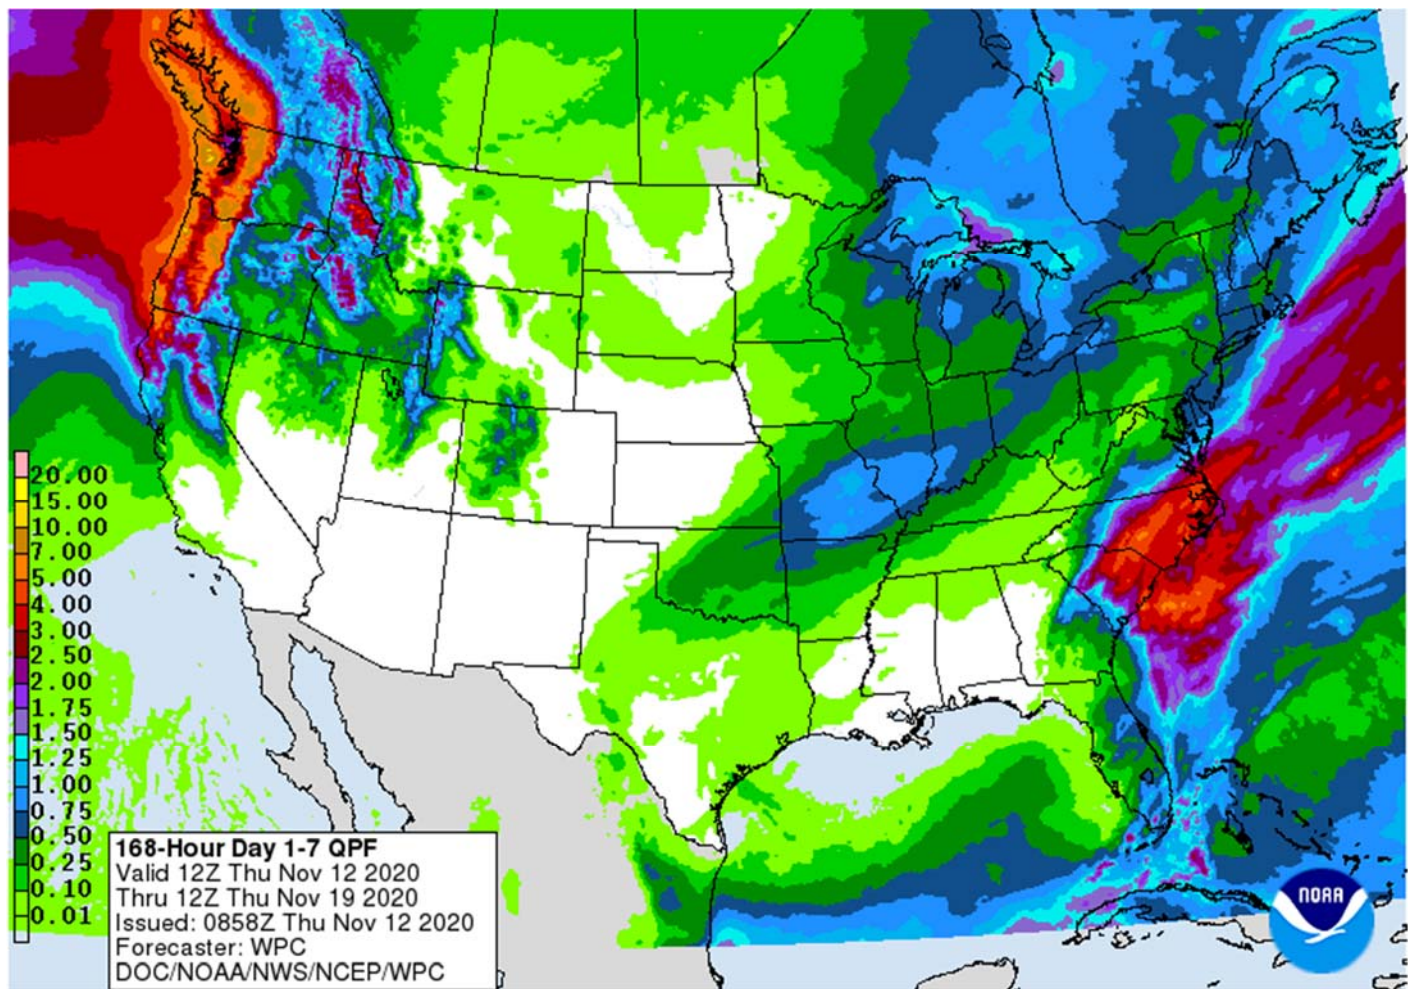 20.00
15.00
10.00
7.00
5.00
4.00
3.00
2.50
2.00
1.75
1.50
1.25
1.00
0.75
0.50
0.25
0.10
0.01
168-Hour Day 1-7 QPF
Valid 12Z Thu Nov 12 2020
Thru 12Z Thu Nov 19 2020
Issued: 0858Z Thu Nov 12 2020
Forecaster: WPC
DOC/NOAA/NWS/NCEP/WPC
NOAA